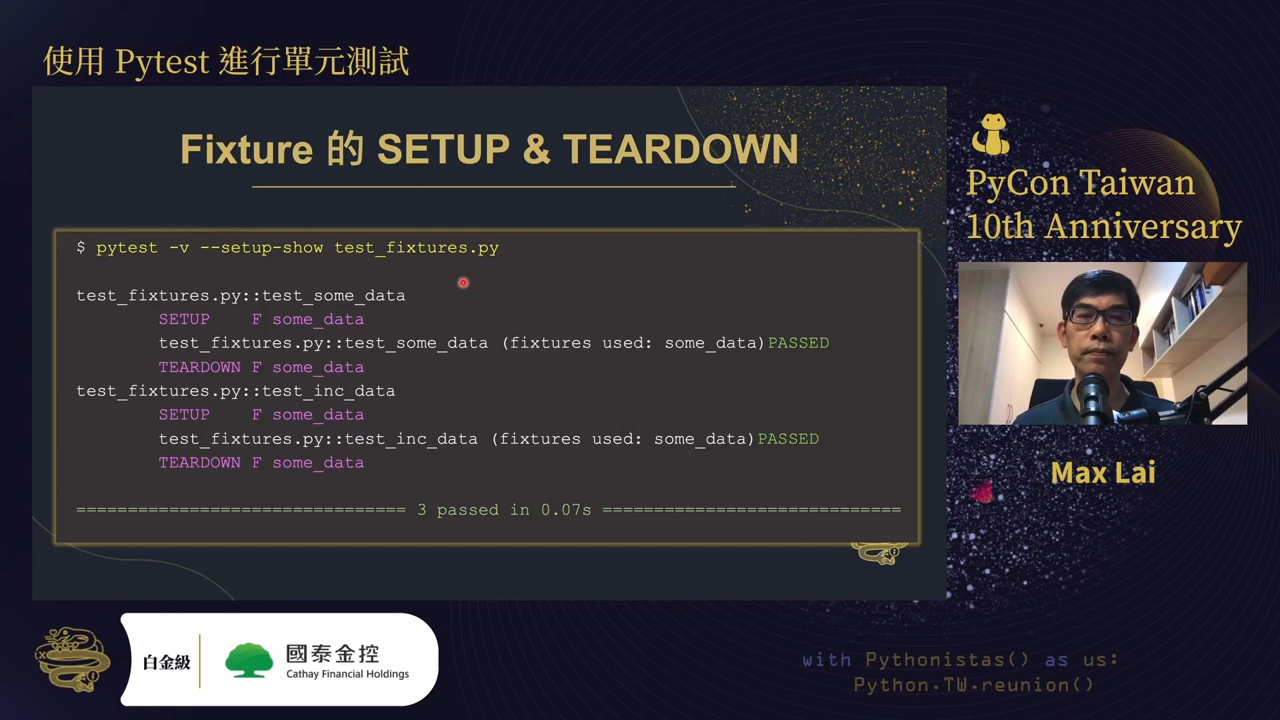 使用 Pytest 進行單元測試
Fixture 的 SETUP & TEARDOWN
$ pytest -v --setup-show test_fixtures.py
test_fixtures.py::test_some_data
SETUP    F some_data
test_fixtures.py::test_some_data (fixtures used: some_data)PASSED
TEARDOWN F some_data
test_fixtures.py::test_inc_data
SETUP    F some_data
test_fixtures.py::test_inc_data (fixtures used: some_data)PASSED
TEARDOWN F some_data
================================ 3 passed in 0.07s =============================
PyCon Taiwan
10th Anniversary
Max Lai
白金級
國泰金控
Cathay Financial Holdings
with Pythonistas() as us:
Python.TW.reunion()